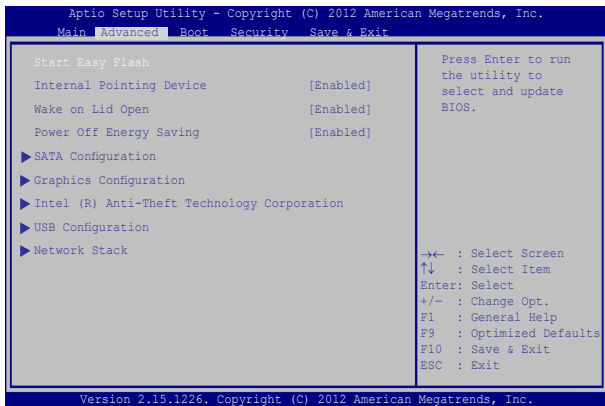 Aptio Setup Utility - Copyright (C) 2012 American Megatrends, Inc.
Main Advanced Boot Security Save & Exit
Start Easy Flash
Internal Pointing Device [Enabled]
Wake on Lid Open [Enabled]
Power Off Energy Saving [Enabled]
SATA Configuration
Graphics Configuration
Intel (R) Anti-Theft Technology Corporation
USB Configuration
Network Stack
Press Enter to run
the utility to
select and update
BIOS.
→← : Select Screen
↑↓ : Select Item
Enter: Select
+/— : Change Opt.
F1 : General Help
F9 : Optimized Defaults
F10 : Save & Exit
ESC : Exit
Version 2.15.1226. Copyright (C) 2012 American Megatrends, Inc.